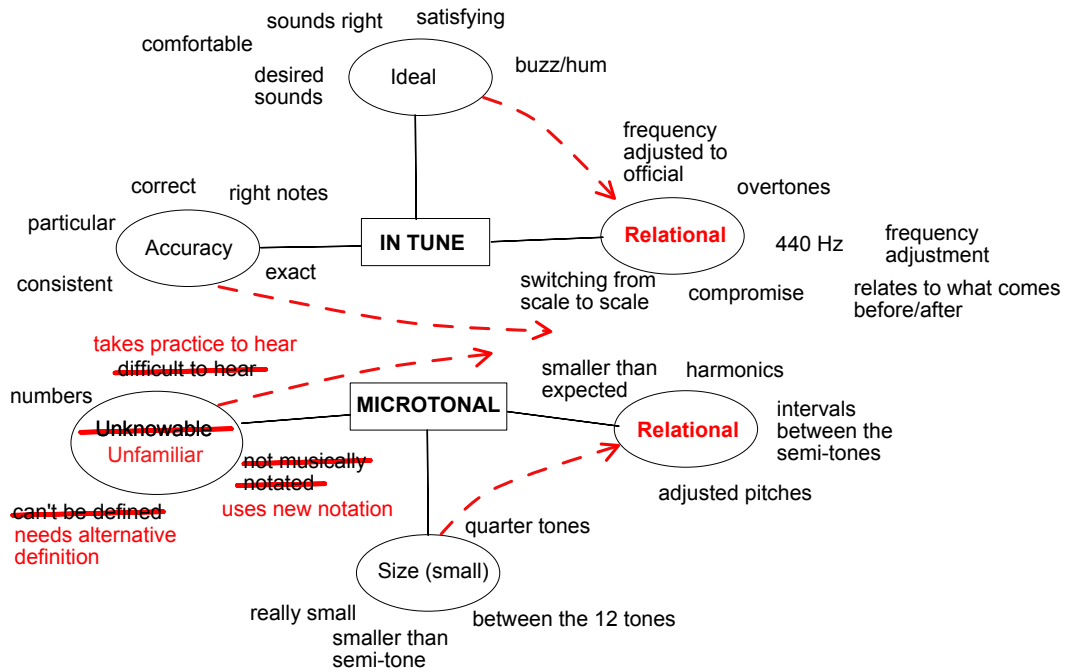 sounds right
satisfying
comfortable
Ideal
buzz/hum
desired
sounds
frequency
adjusted to
official
correct
right notes
overtones
particular
Accuracy
IN TUNE
Relational
440 Hz
frequency
adjustment
consistent
exact
switching from
scale to scale
compromise
relates to what comes
before/after
takes practice to hear
difficult to hear
numbers
Unknowable
Unfamiliar
MICROTONAL
smaller than
expected
harmonics
Relational
intervals
between the
semi-tones
not musically
notated
uses new notation
can't be defined
needs alternative
definition
adjusted pitches
quarter tones
Size (small)
really small
smaller than
semi-tone
between the 12 tones